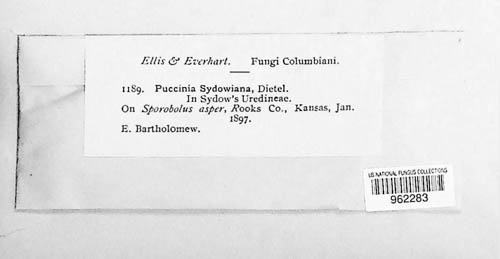 Ellis & Everhart. Fungi Columbiani.
1189. Puccinia Sydowiana, Dietel.
In Sydow's Uredineae.
On Sporobolus asper, Rooks Co., Kansas, Jan.
1897.
E. Bartholomew.
US NATIONAL FUNGUS COLLECTIONS
962283